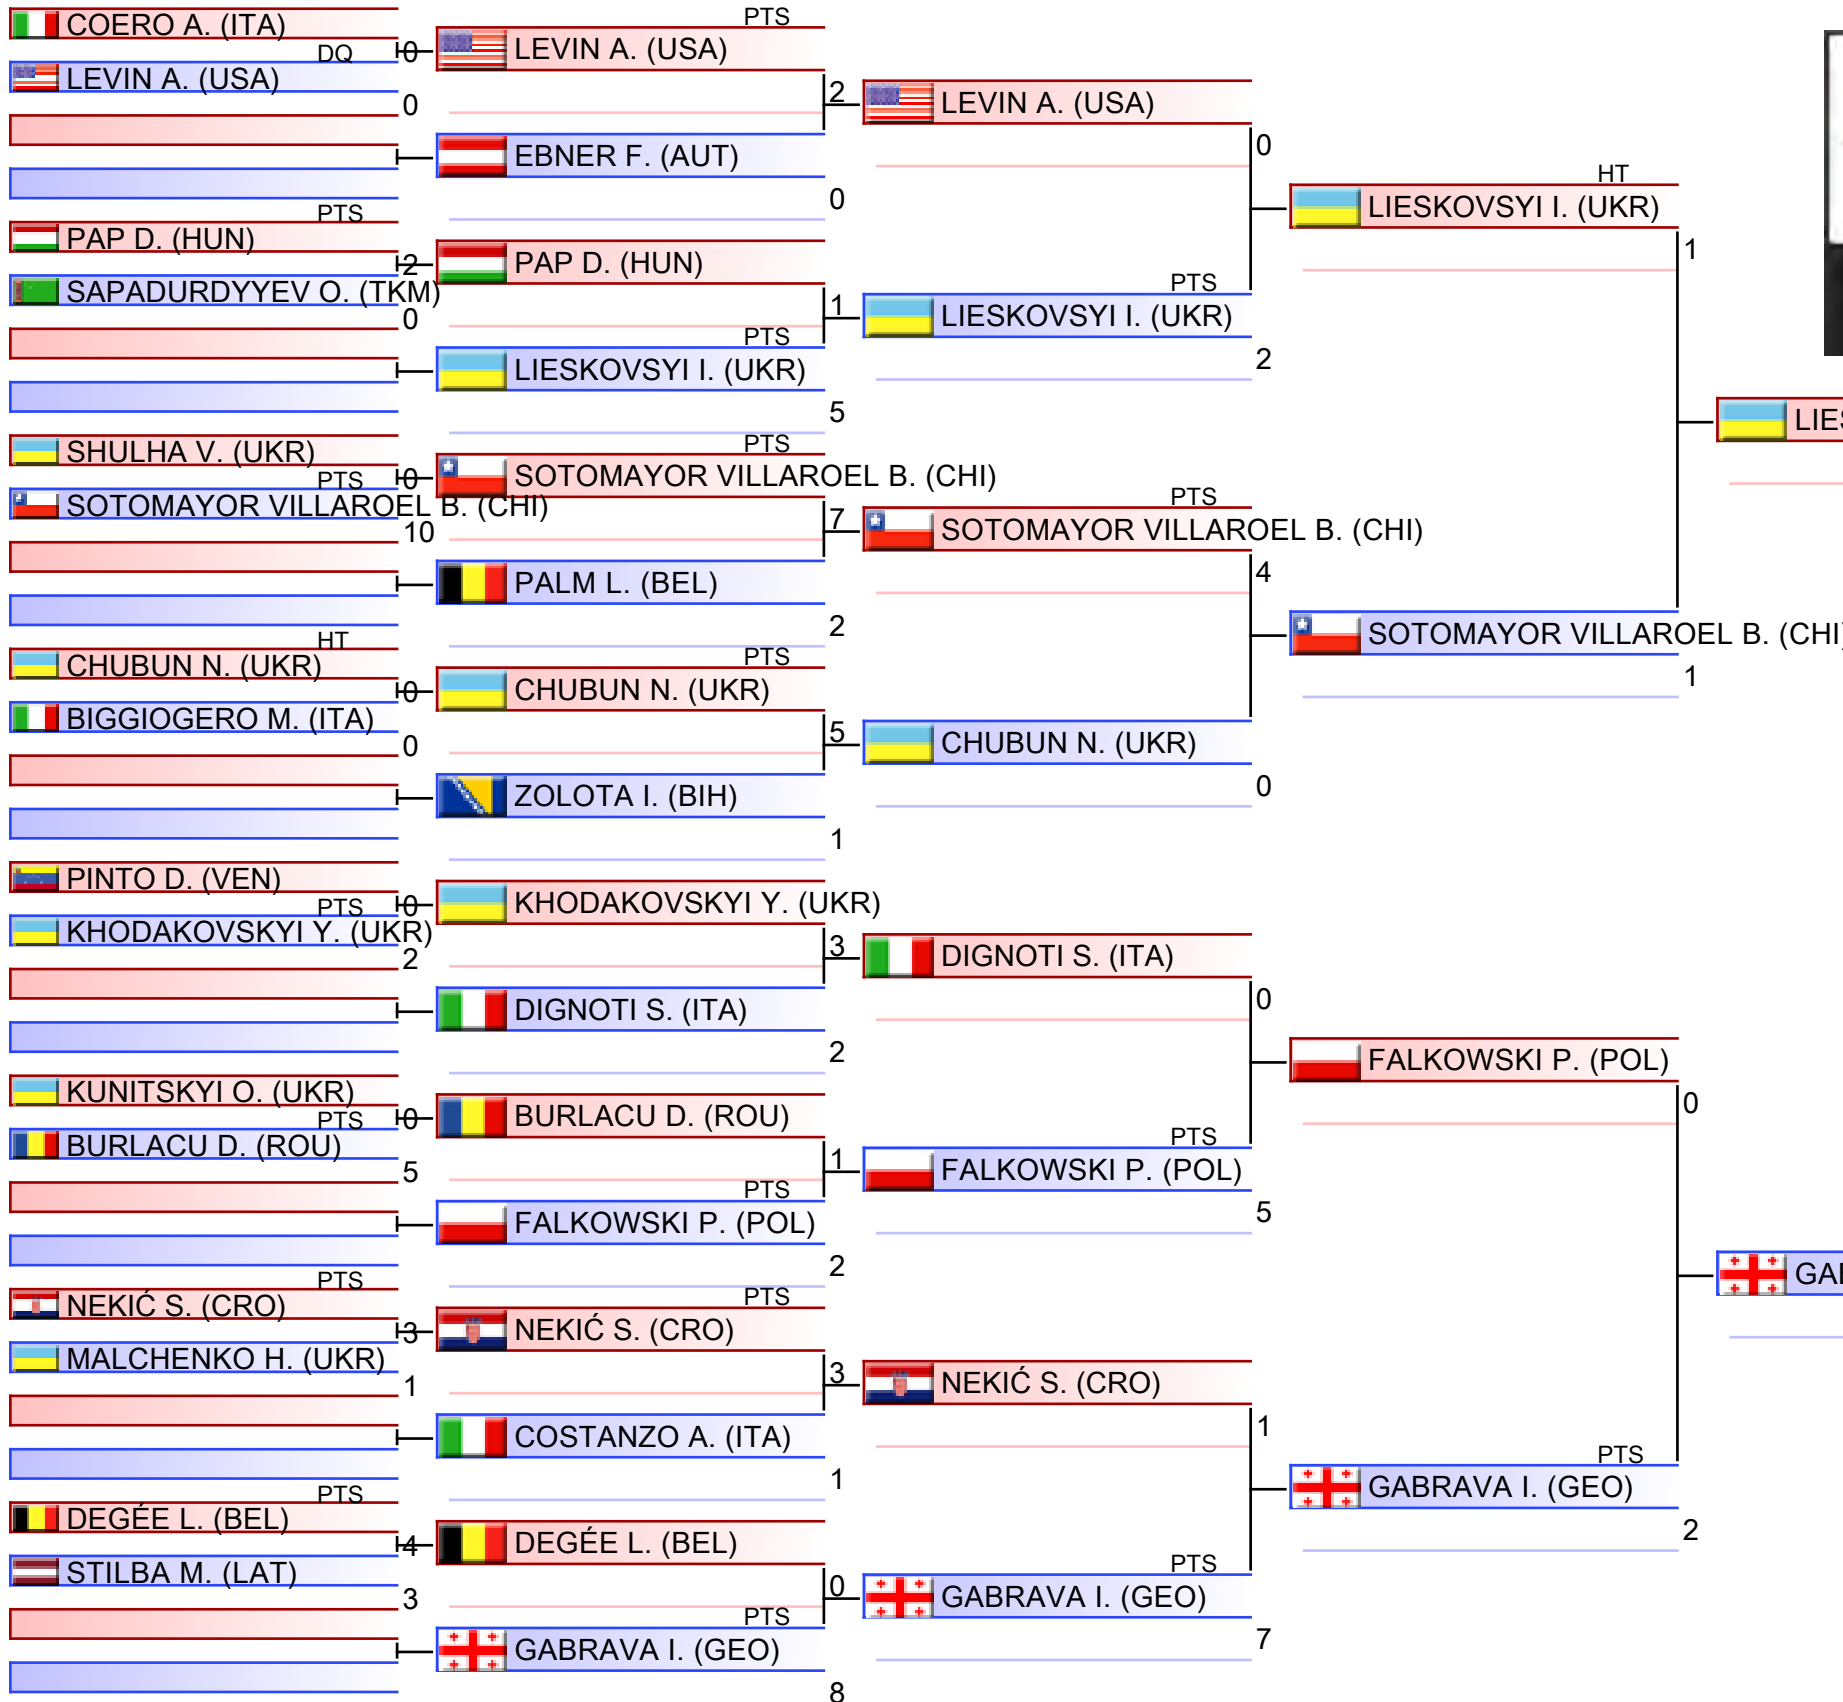 COERO A. (ITA)
DQ
0
LEVIN A. (USA)
0
PTS
PAP D. (HUN)
2
SAPADURDYYEV O. (TKM)
0
SHULHA V. (UKR)
PTS
0
SOTOMAYOR VILLAROEL B. (CHI)
10
HT
CHUBUN N. (UKR)
0
BIGGIOGERO M. (ITA)
0
PINTO D. (VEN)
PTS
0
KHODAKOVSKYI Y. (UKR)
2
KUNITSKYI O. (UKR)
PTS
0
BURLACU D. (ROU)
5
PTS
NEKIĆ S. (CRO)
3
MALCHENKO H. (UKR)
1
PTS
DEGÉE L. (BEL)
4
STILBA M. (LAT)
3
PTS
LEVIN A. (USA)
2
EBNER F. (AUT)
0
PAP D. (HUN)
1
PTS
LIESKOVSYI I. (UKR)
5
PTS
SOTOMAYOR VILLAROEL B. (CHI)
7
PALM L. (BEL)
2
PTS
CHUBUN N. (UKR)
5
ZOLOTA I. (BIH)
1
KHODAKOVSKYI Y. (UKR)
3
DIGNOTI S. (ITA)
2
BURLACU D. (ROU)
1
PTS
FALKOWSKI P. (POL)
2
PTS
NEKIĆ S. (CRO)
3
COSTANZO A. (ITA)
1
DEGÉE L. (BEL)
0
PTS
GABRAVA I. (GEO)
8
LEVIN A. (USA)
0
PTS
LIESKOVSYI I. (UKR)
2
PTS
SOTOMAYOR VILLAROEL B. (CHI)
4
CHUBUN N. (UKR)
0
DIGNOTI S. (ITA)
0
PTS
FALKOWSKI P. (POL)
5
NEKIĆ S. (CRO)
1
PTS
GABRAVA I. (GEO)
7
HT
LIESKOVSYI I. (UKR)
1
SOTOMAYOR VILLAROEL B. (CHI)
1
FALKOWSKI P. (POL)
0
PTS
GABRAVA I. (GEO)
2